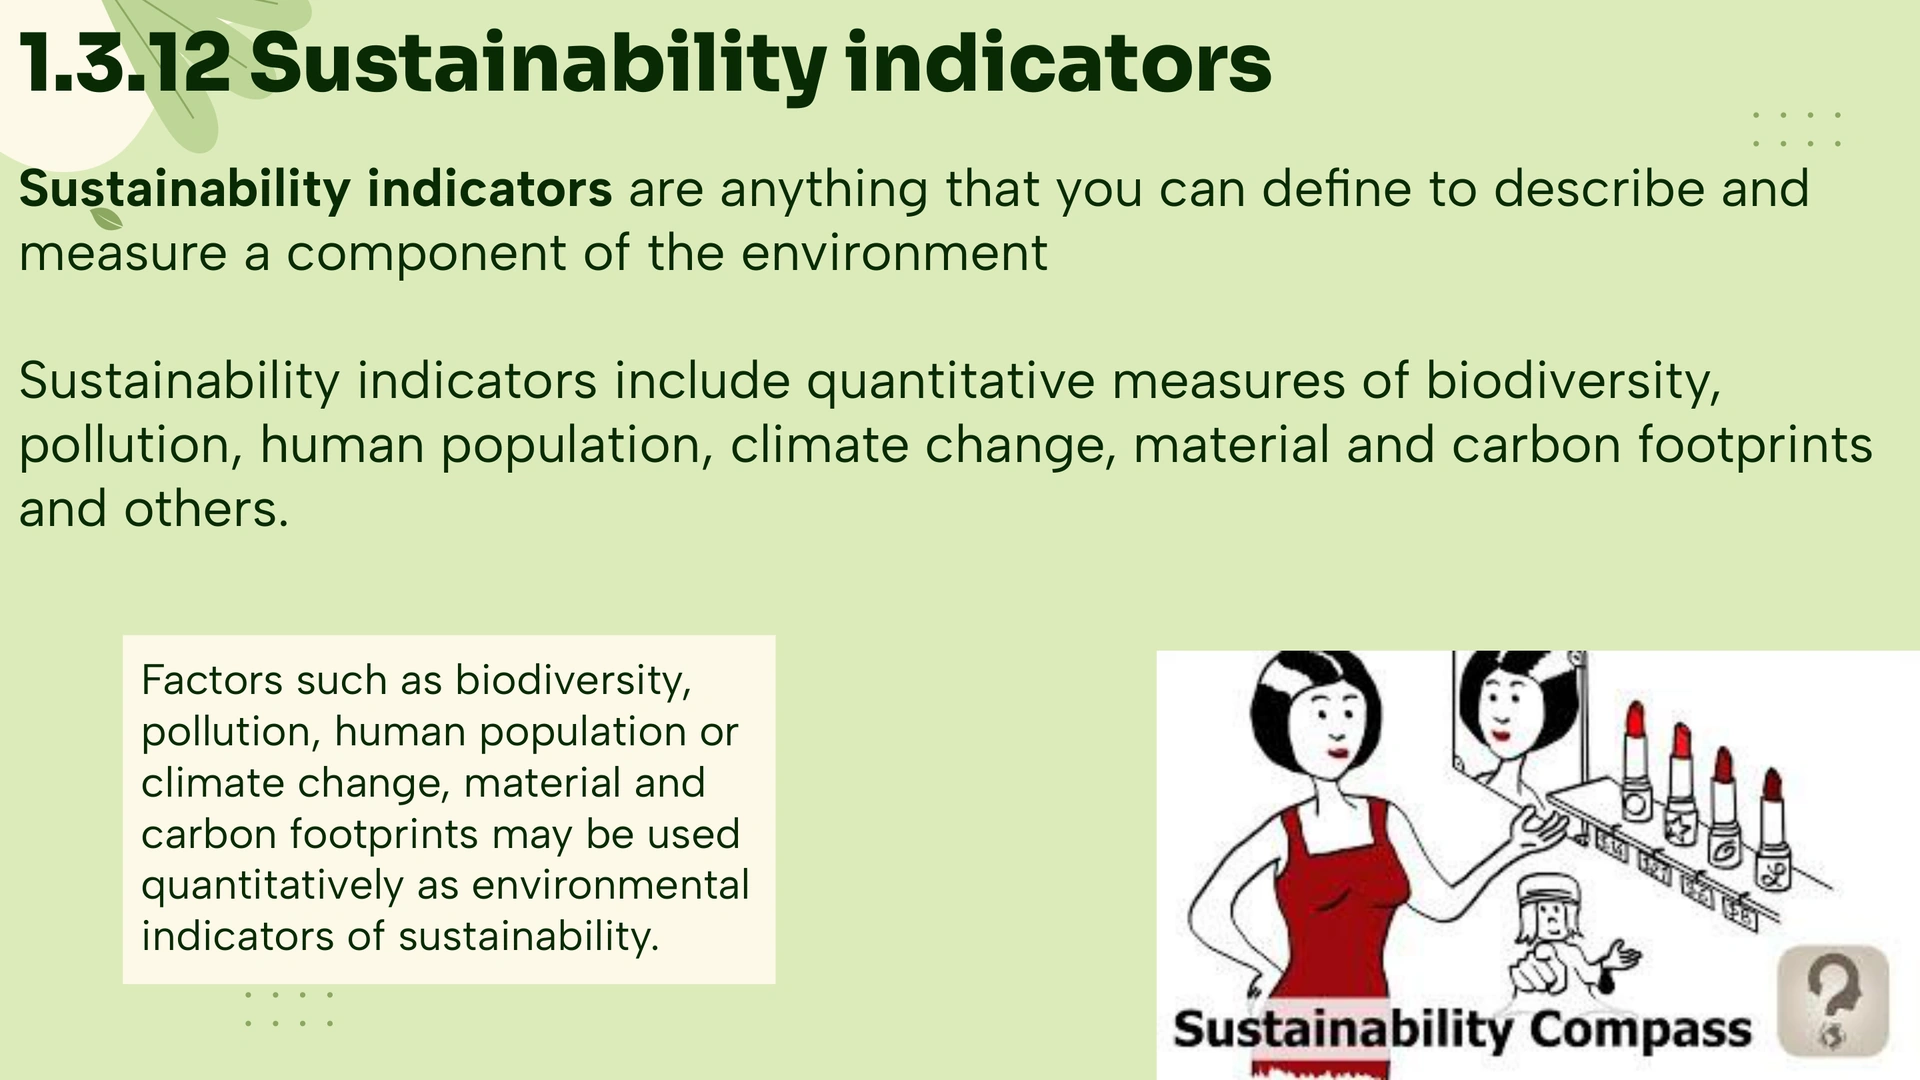 1.3.12 Sustainability indicators
Sustainability indicators are anything that you can define to describe and
measure a component of the environment
Sustainability indicators include quantitative measures of biodiversity,
pollution, human population, climate change, material and carbon footprints
and others.
Factors such as biodiversity,
pollution, human population or
climate change, material and
carbon footprints may be used
quantitatively as environmental
indicators of sustainability.
Sustainability Compass